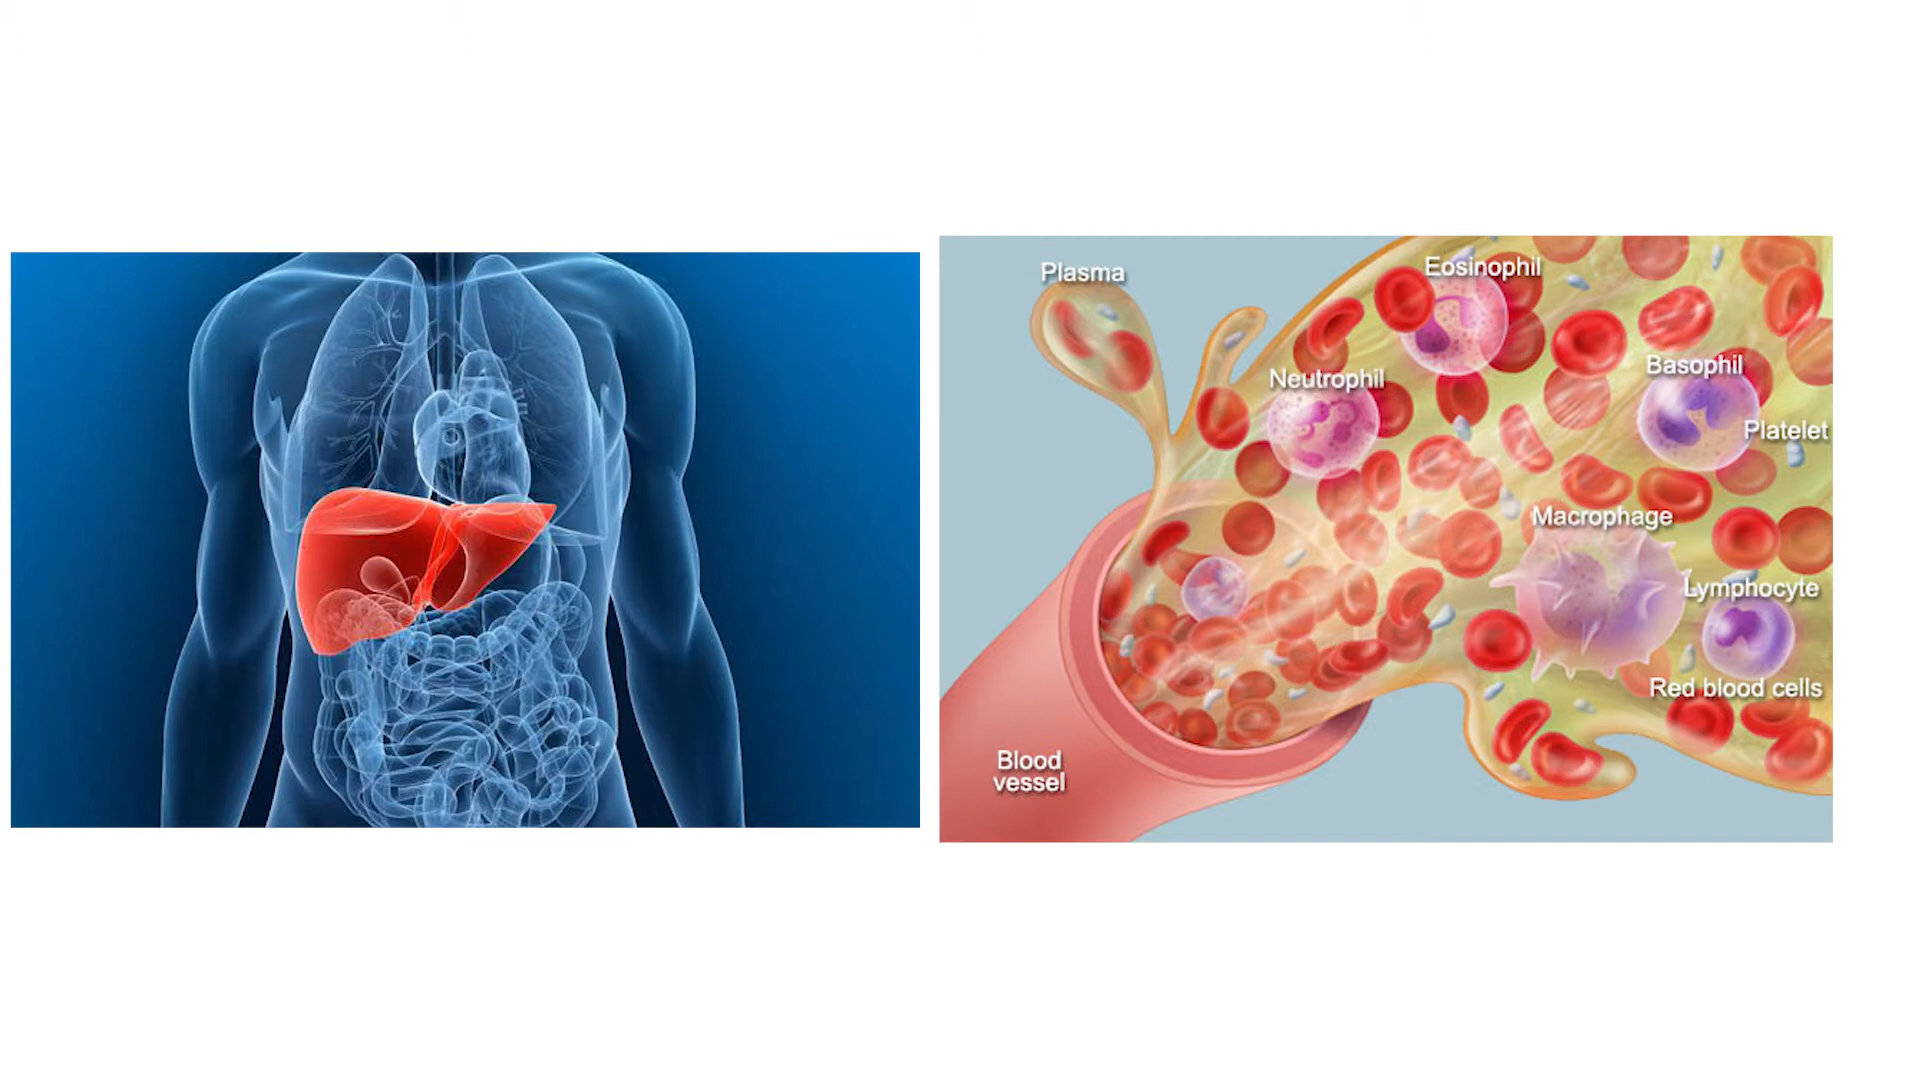 Plasma
Eosinophil
Neutrophil
Basophil
Platelet
Macrophage
Lymphocyte
Red blood cells
Blood
vessel